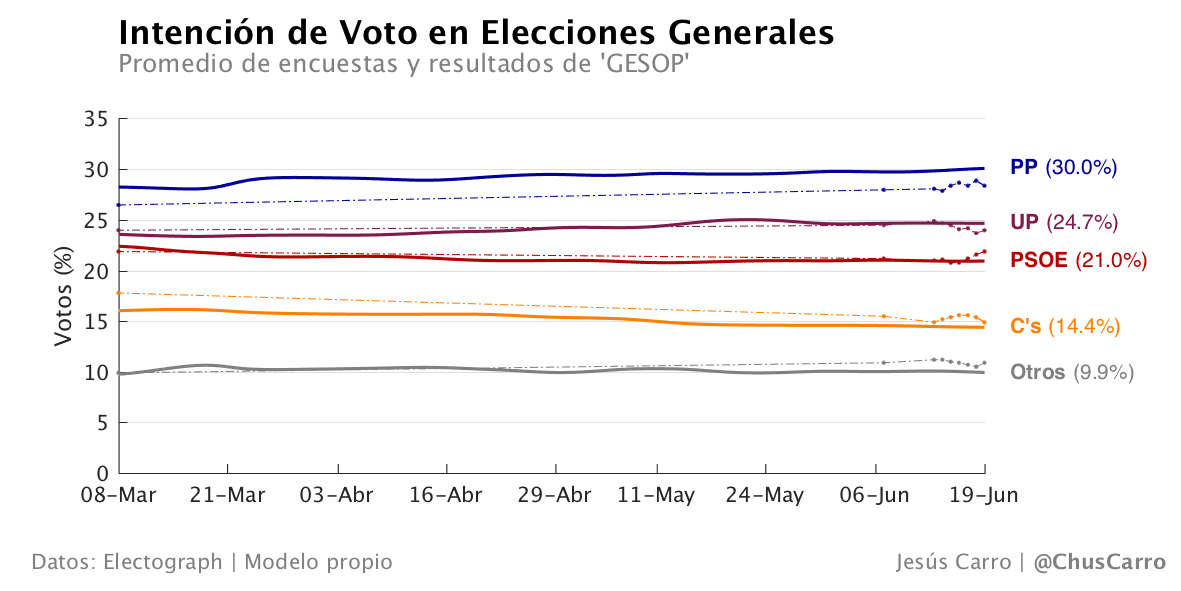 Intención de Voto en Elecciones Generales
Promedio de encuestas y resultados de 'GESOP'
Votos (%)
35
30
25
20
15
10
5
0
PP (30.0%)
UP (24.7%)
PSOE (21.0%)
C's (14.4%)
Otros (9.9%)
08-Mar 21-Mar 03-Abr 16-Abr 29-Abr 11-May 24-May 06-Jun 19-Jun
Datos: Electograph | Modelo propio
Jesús Carro | @ChusCarro